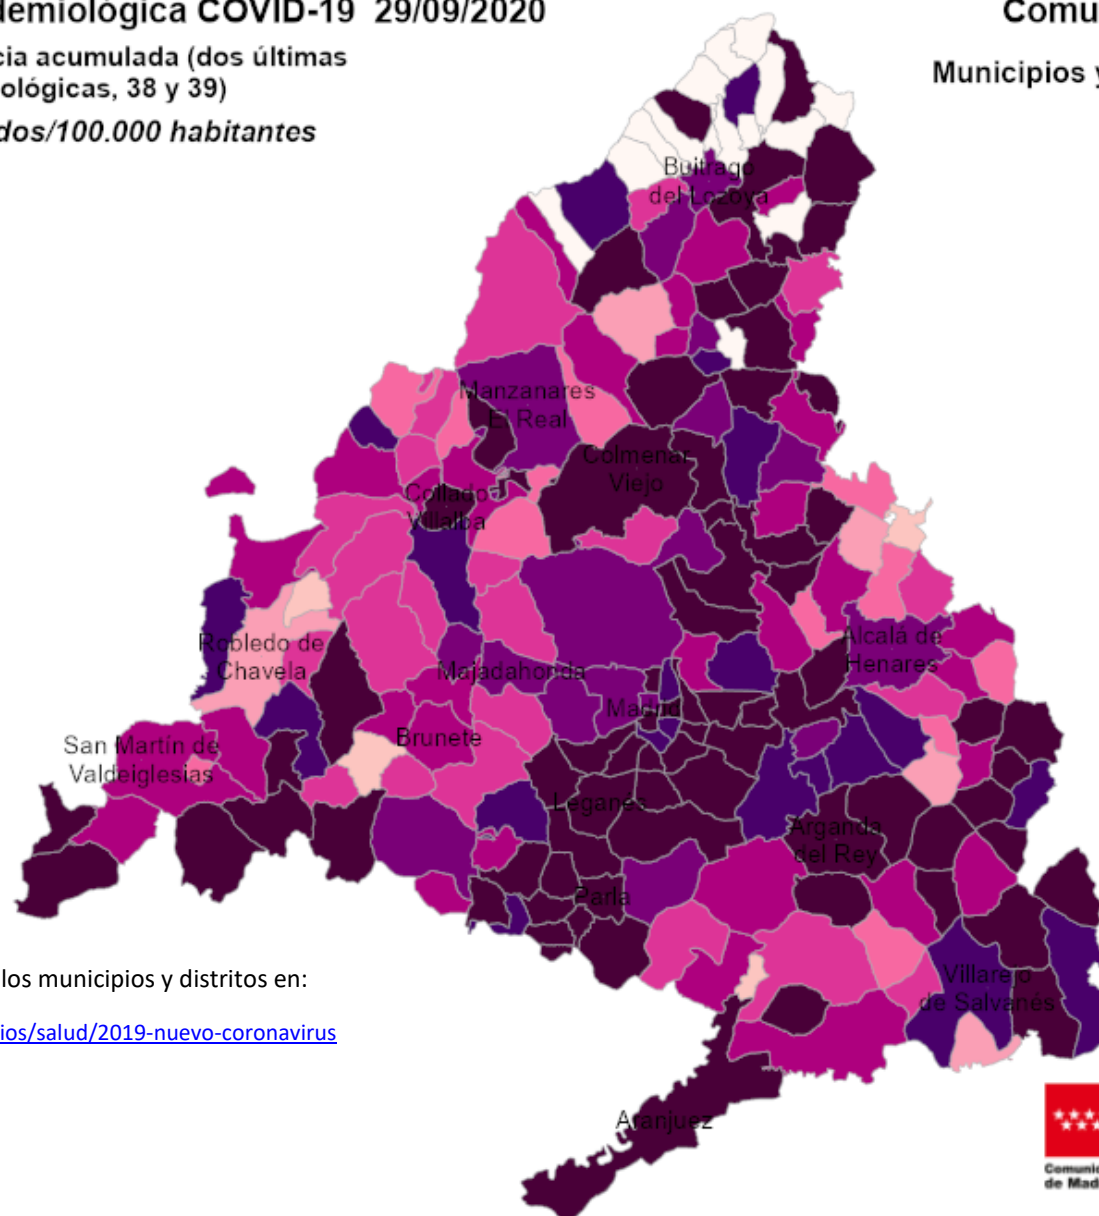 demiológica COVID-19 29/09/2020
Comu
cia acumulada (dos últimas
ológicas, 38 y 39)
Municipios y
dos/100.000 habitantes
Buitrago
del Lozoya
Manzanares
El Real
Colmenar
Viejo
Collado
Villalba
Robledo de
Chavela
Alcalá de
Henares
Majadahonda
Madrid
Brunete
San Martín de
Valdeiglesias
Leganés
Arganda
del Rey
Parla
los municipios y distritos en:
Villarejo
de Salvanés
ios/salud/2019-nuevo-coronavirus
Aranjuez
Comunid
de Mad